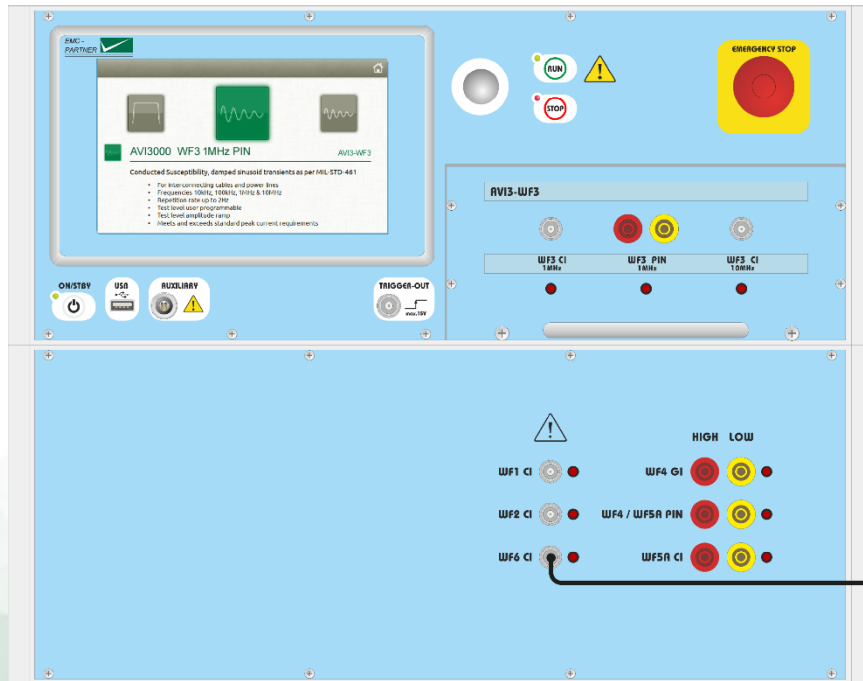 EMC-
PARTNER
AVI3000 WF3 1MHz PIN
AVI3-WF3
Conducted Susceptibility, damped sinusoid transients as per MIL-STD-461
• For interconnecting cables and power lines
• Frequencies 10kHz, 100kHz, 1MHz & 10MHz
• Repetition rate up to 2Hz
• Test level user programmable
• Test level amplitude ramp
• Meets and exceeds standard peak current requirements
ON/STBY
USB
AUXILIARY
TRIGGER-OUT
max.15V
RUN
STOP
EMERGENCY STOP
AVI3-WF3
WF3 CI
1MHz
WF3 PIN
1MHz
WF3 CI
10MHz
HIGH LOW
WF1 CI
WF4 GI
WF2 CI
WF4 / WF5A PIN
WF6 CI
WF5A CI